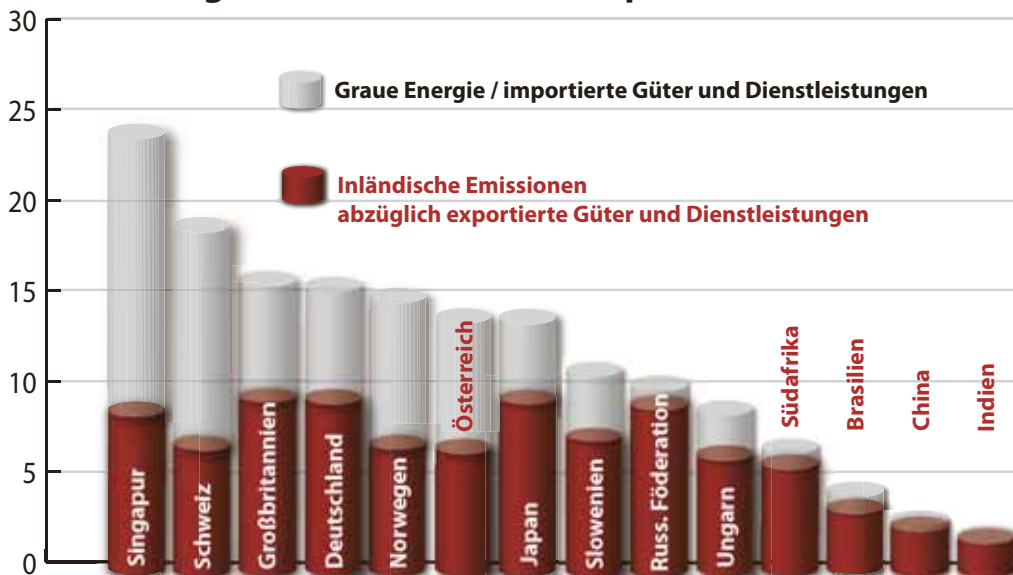 30
25
20
15
10
5
0
Graue Energie / importierte Güter und Dienstleistungen
Inländische Emissionen
abzüglich exportierte Güter und Dienstleistungen
Singapur
Schweiz
Großbritannien
Deutschland
Norwegen
Österreich
Japan
Slowenien
Russ. Föderation
Ungarn
Südafrika
Brasilien
China
Indien